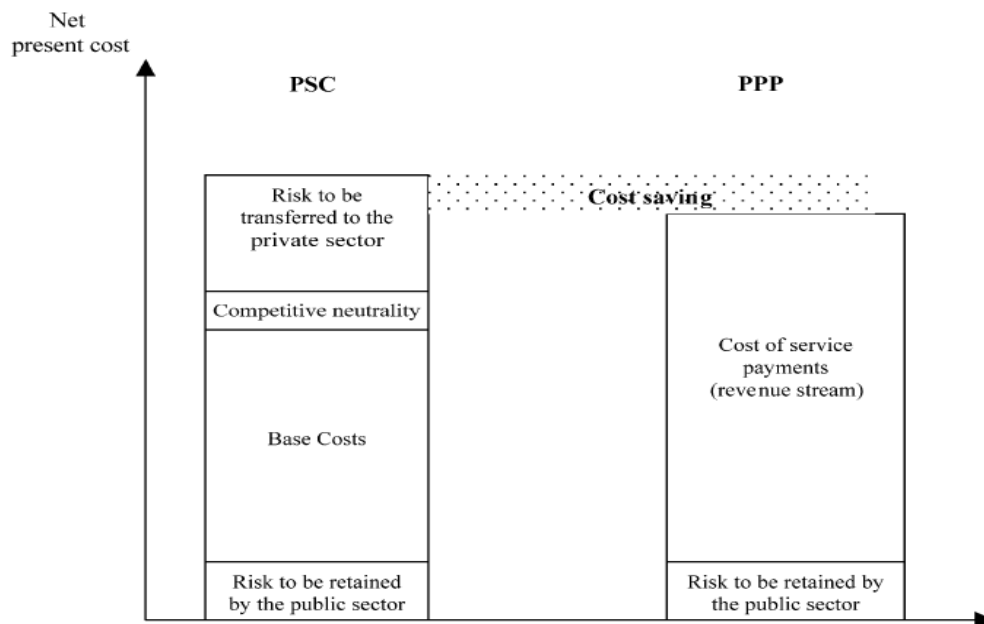 Net
present cost
PSC
PPP
Risk to be
transferred to the
private sector
Cost saving
Competitive neutrality
Cost of service
payments
(revenue stream)
Base Costs
Risk to be retained
by the public sector
Risk to be retained by
the public sector